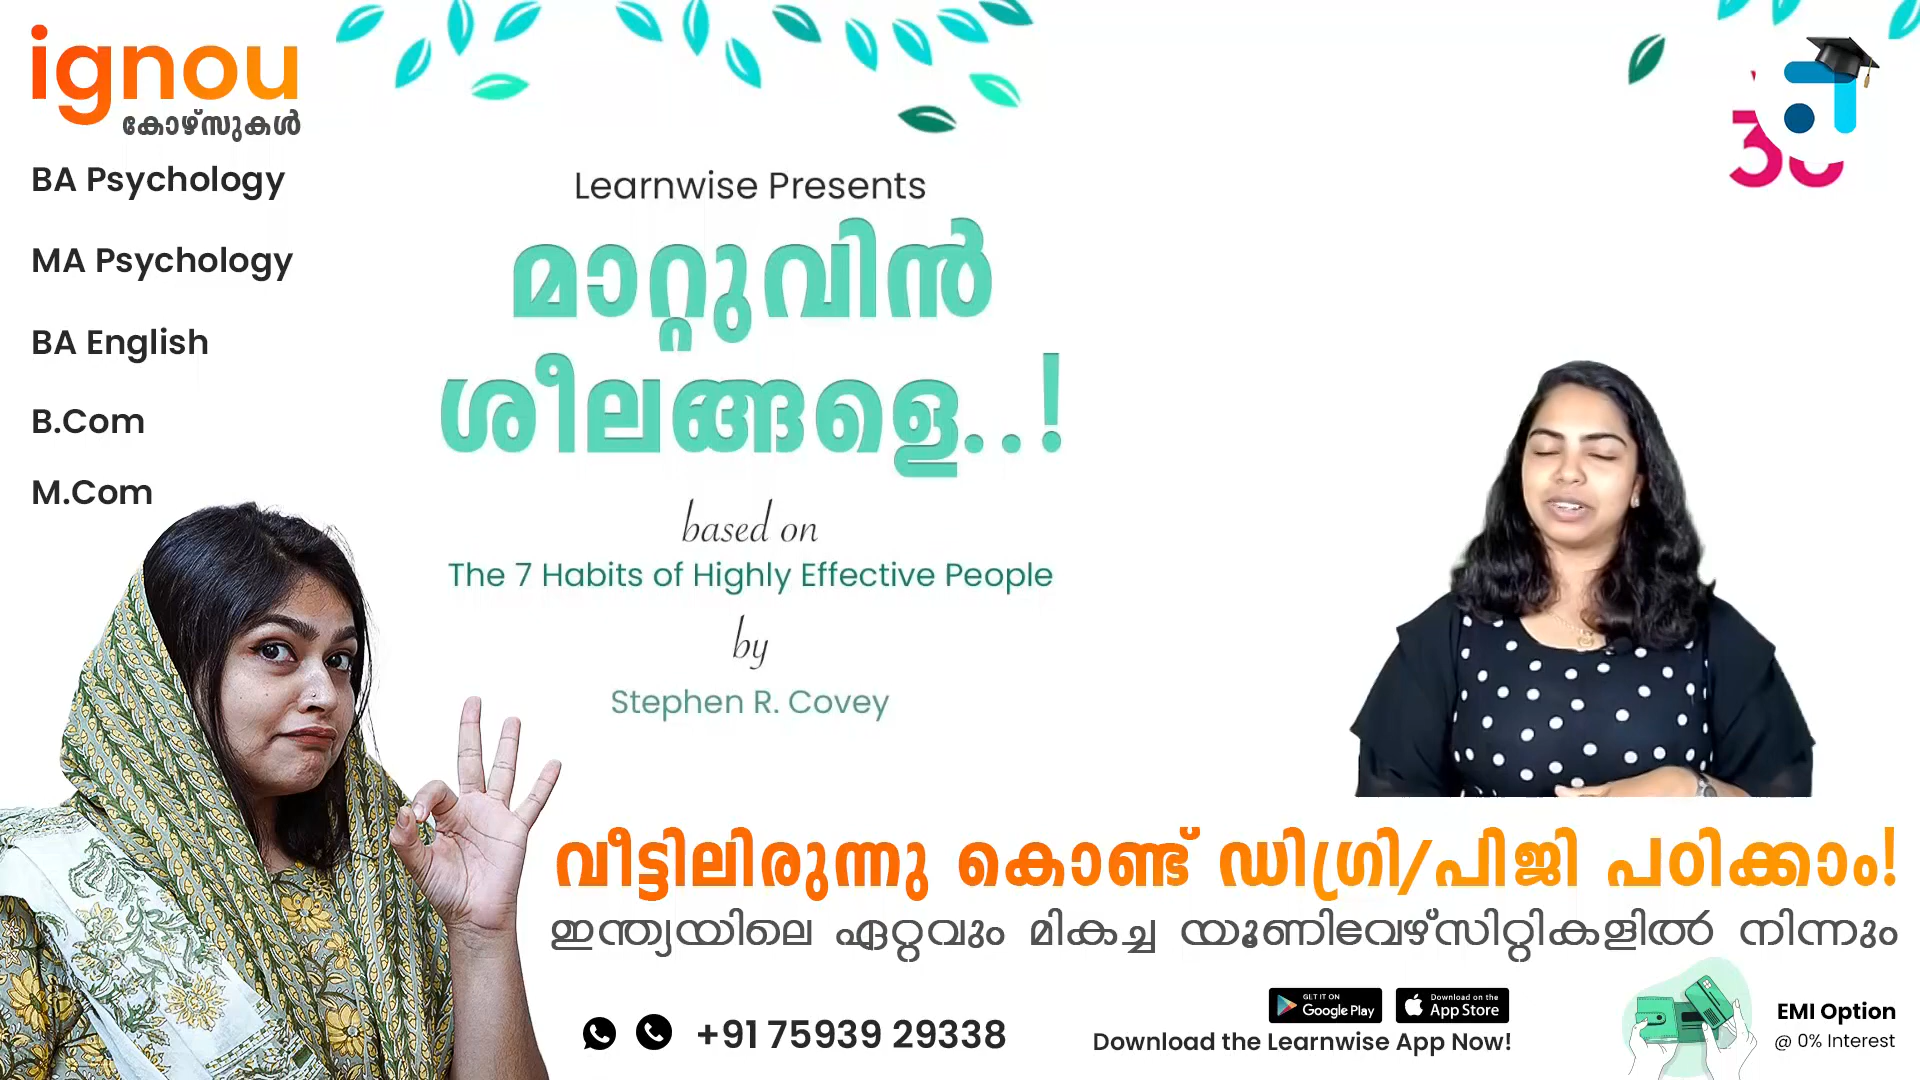 ignou
കോഴ്സുകൾ
BA Psychology
MA Psychology
BA English
B.Com
M.Com
Learnwise Presents
മാറ്റുവിൻ
ശീലങ്ങളെ..!
based on
The 7 Habits of Highly Effective People
by
Stephen R. Covey
വീട്ടിലിരുന്നു കൊണ്ട് ഡിഗ്രി/പിജി പഠിക്കാം!
ഇന്ത്യയിലെ ഏറ്റവും മികച്ച യൂണിവേഴ്സിറ്റികളിൽ നിന്നും
+91 75939 29338
GET IT ON
Google Play
Download on the
App Store
Download the Learnwise App Now!
EMI Option
@ 0% Interest